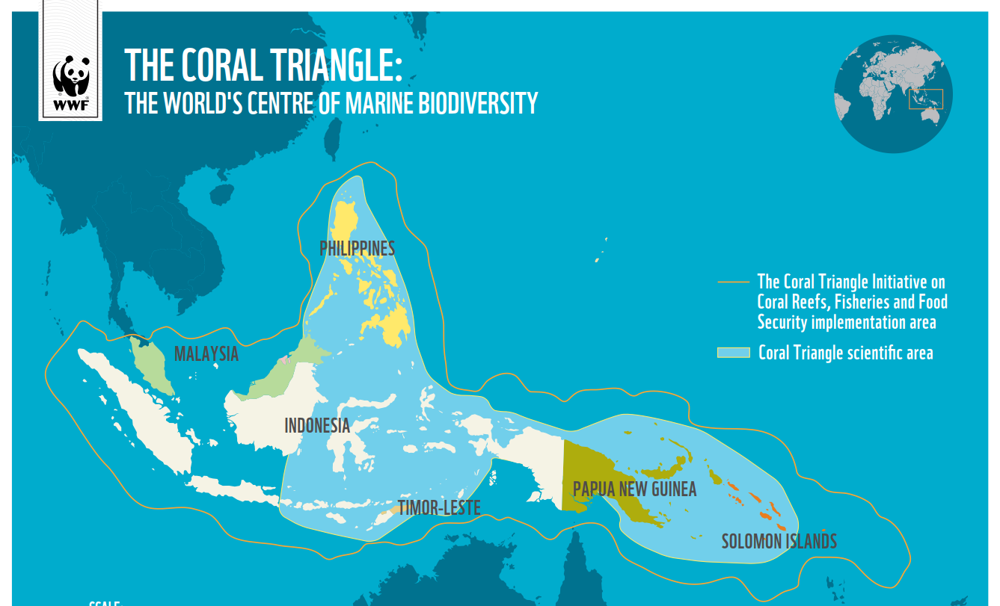 WWF
THE CORAL TRIANGLE:
THE WORLD'S CENTRE OF MARINE BIODIVERSITY
PHILIPPINES
The Coral Triangle Initiative on
Coral Reefs, Fisheries and Food
Security implementation area
Coral Triangle scientific area
MALAYSIA
INDONESIA
PAPUA NEW GUINEA
TIMOR-LESTE
SOLOMON ISLANDS
SCALE